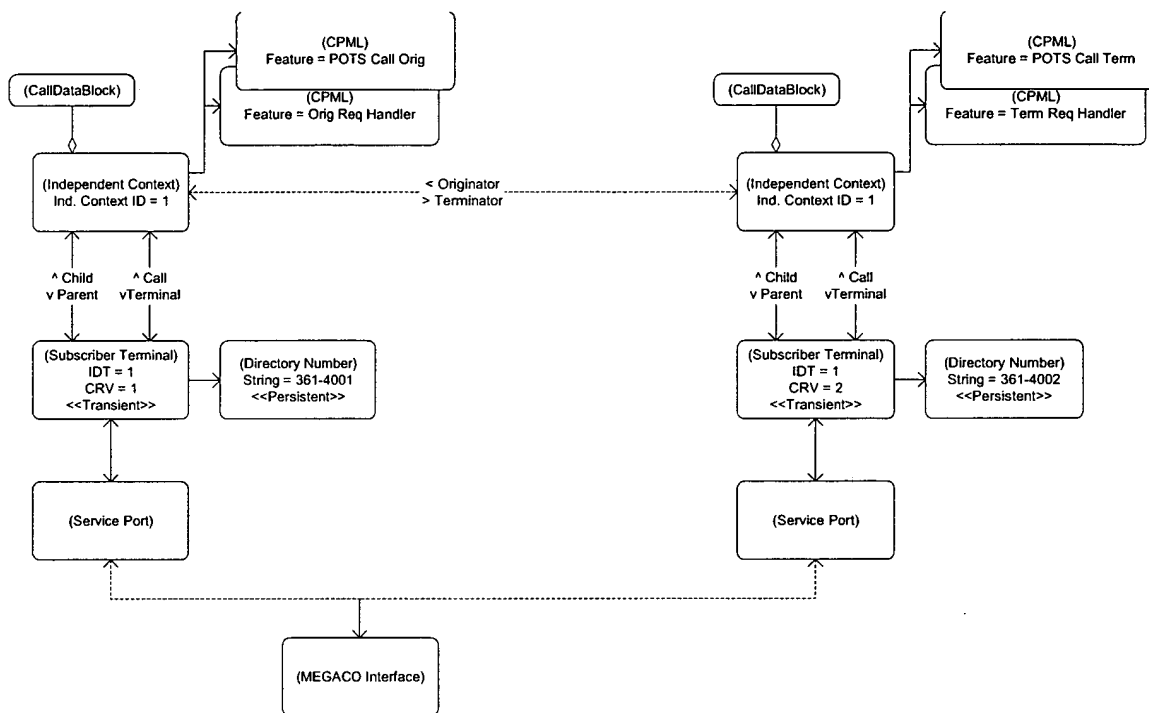 (CPML)
Feature = POTS Call Orig
(CPML)
Feature = Orig Req Handler
(CallDataBlock)
(Independent Context)
Ind. Context ID = 1
^ Child
v Parent
^ Call
vTerminal
(Subscriber Terminal)
IDT = 1
CRV = 1
<<Transient>>
(Directory Number)
String = 361-4001
<<Persistent>>
(Service Port)
< Originator
> Terminator
(CPML)
Feature = POTS Call Term
(CPML)
Feature = Term Req Handler
(CallDataBlock)
(Independent Context)
Ind. Context ID = 1
^ Child
v Parent
^ Call
vTerminal
(Subscriber Terminal)
IDT = 1
CRV = 2
<<Transient>>
(Directory Number)
String = 361-4002
<<Persistent>>
(Service Port)
(MEGACO Interface)